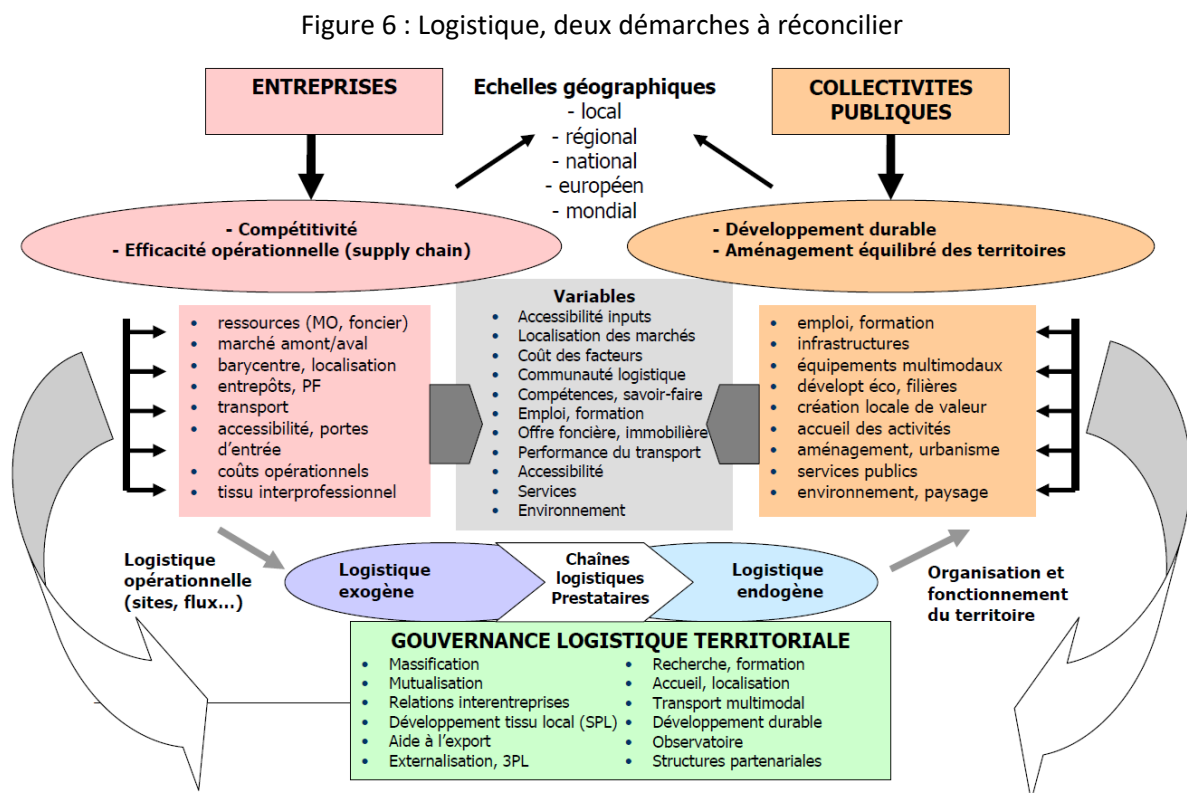 Figure 6 : Logistique, deux démarches à réconcilier
ENTREPRISES
Echelles géographiques
- local
- régional
- national
- européen
- mondial
COLLECTIVITES
PUBLIQUES
- Compétitivité
- Efficacité opérationnelle (supply chain)
- Développement durable
- Aménagement équilibré des territoires
• ressources (MO, foncier)
• marché amont/aval
• barycentre, localisation
• entrepôts, PF
• transport
• accessibilité, portes
d'entrée
• coûts opérationnels
• tissu interprofessionnel
Variables
• Accessibilité inputs
• Localisation des marchés
• Coût des facteurs
• Communauté logistique
• Compétences, savoir-faire
• Emploi, formation
• Offre foncière, immobilière
• Performance du transport
• Accessibilité
• Services
• Environnement
• emploi, formation
• infrastructures
• équipements multimodaux
• dévelopt éco, filières
• création locale de valeur
• accueil des activités
• aménagement, urbanisme
• services publics
• environnement, paysage
Logistique
opérationnelle
(sites, flux...)
Logistique
exogène
Chaînes
logistiques
Prestataires
Logistique
endogène
Organisation et
fonctionnement
du territoire
GOUVERNANCE LOGISTIQUE TERRITORIALE
• Massification
• Mutualisation
• Relations interentreprises
• Développement tissu local (SPL)
• Aide à l'export
• Externalisation, 3PL
• Recherche, formation
• Accueil, localisation
• Transport multimodal
• Développement durable
• Observatoire
• Structures partenariales